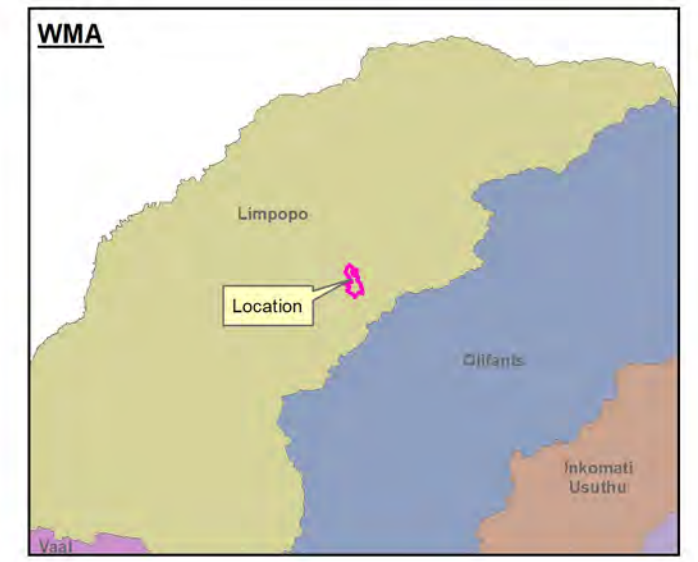 WMA
Limpopo
Location
Olifants
Inkomati
Usuthu
Vaal